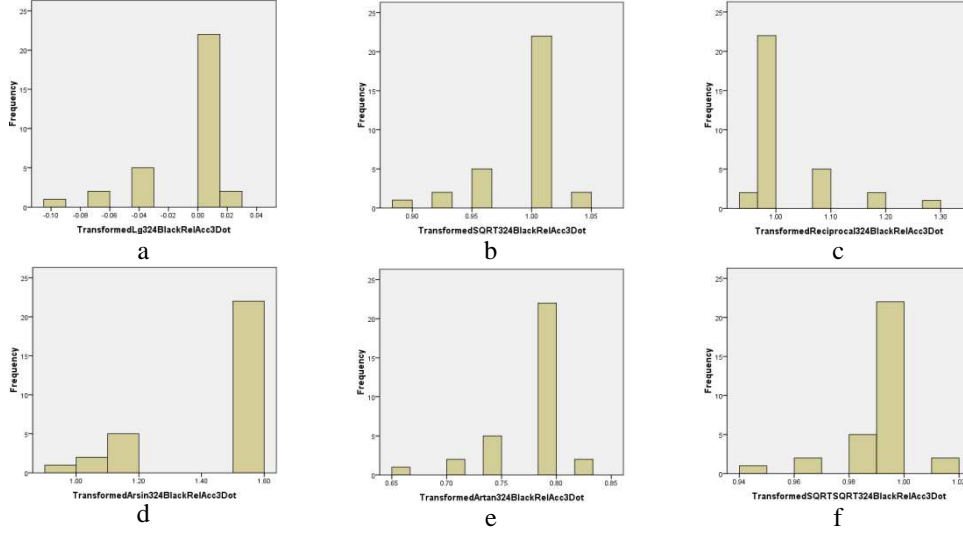 25
20
15
10
5
0
Frequency
-0.10 -0.08 -0.06 -0.04 -0.02 0.00 0.02 0.04
TransformedLg324BlackRelAcc3Dot
a
25
20
15
10
5
0
Frequency
0.90 0.95 1.00 1.05
TransformedSQRT324BlackRelAcc3Dot
b
25
20
15
10
5
0
Frequency
1.00 1.10 1.20 1.30
TransformedReciprocal324BlackRelAcc3Dot
c
25
20
15
10
5
0
Frequency
1.00 1.20 1.40 1.60
TransformedArsin324BlackRelAcc3Dot
d
25
20
15
10
5
0
Frequency
0.65 0.70 0.75 0.80 0.85
TransformedArtan324BlackRelAcc3Dot
e
25
20
15
10
5
0
Frequency
0.94 0.96 0.98 1.00 1.02
TransformedSQRTSQRT324BlackRelAcc3Dot
f